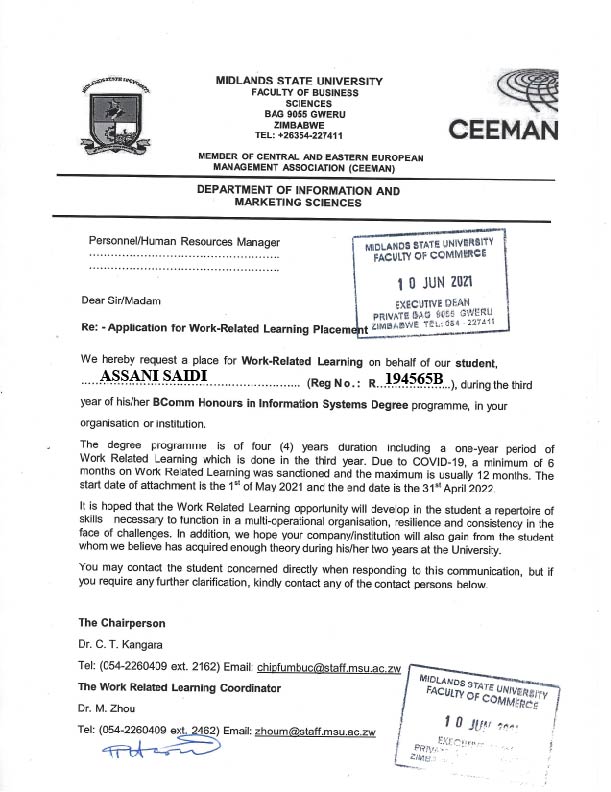 MIDLANDS STATE UNIVERSITY
MIDLANDS STATE UNIVERSITY
FACULTY OF BUSINESS
SCIENCES
BAG 9055 GWERU
ZIMBABWE
TEL: +26354-227411
CEEMAN
MEMBER OF CENTRAL AND EASTERN EUROPEAN
MANAGEMENT ASSOCIATION (CEEMAN)
DEPARTMENT OF INFORMATION AND
MARKETING SCIENCES
Personnel/Human Resources Manager
................................................
................................................
MIDLANDS STATE UNIVERSITY
FACULTY OF COMMERCE
10 JUN 2021
EXECUTIVE DEAN
PRIVATE BAG 9055 GWERU
ZIMBABWE TEL: 054 - 227411
Dear Sir/Madam
Re: - Application for Work-Related Learning Placement
We hereby request a place for Work-Related Learning on behalf of our student,
ASSANI SAIDI (Reg No.: R 194565B), during the third
year of his/her BComm Honours in Information Systems Degree programme, in your
organisation or institution.
The degree programme is of four (4) years duration including a one-year period of
Work Related Learning which is done in the third year. Due to COVID-19, a minimum of 6
months on Work Related Learning was sanctioned and the maximum is usually 12 months. The
start date of attachment is the 1st of May 2021 and the end date is the 31st April 2022.
It is hoped that the Work Related Learning opportunity will develop in the student a repertoire of
skills necessary to function in a multi-operational organisation, resilience and consistency in the
face of challenges. In addition, we hope your company/institution will also gain from the student
whom we believe has acquired enough theory during his/her two years at the University.
You may contact the student concerned directly when responding to this communication, but if
you require any further clarification, kindly contact any of the contact persons below.
The Chairperson
Dr. C. T. Kangara
Tel: (054-2260409 ext. 2162) Email: chipfumbuc@staff.msu.ac.zw
The Work Related Learning Coordinator
Dr. M. Zhou
Tel: (054-2260409 ext. 2462) Email: zhoum@staff.msu.ac.zw
MIDLANDS STATE UNIVERSITY
FACULTY OF COMMERCE
10 JUN